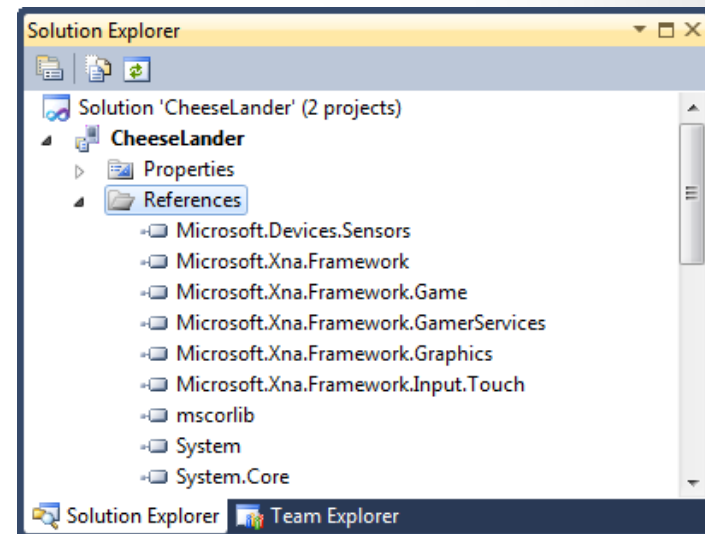 Solution Explorer
Solution 'CheeseLander' (2 projects)
CheeseLander
Properties
References
Microsoft.Devices.Sensors
Microsoft.Xna.Framework
Microsoft.Xna.Framework.Game
Microsoft.Xna.Framework.GamerServices
Microsoft.Xna.Framework.Graphics
Microsoft.Xna.Framework.Input.Touch
mscorlib
System
System.Core
Solution Explorer Team Explorer